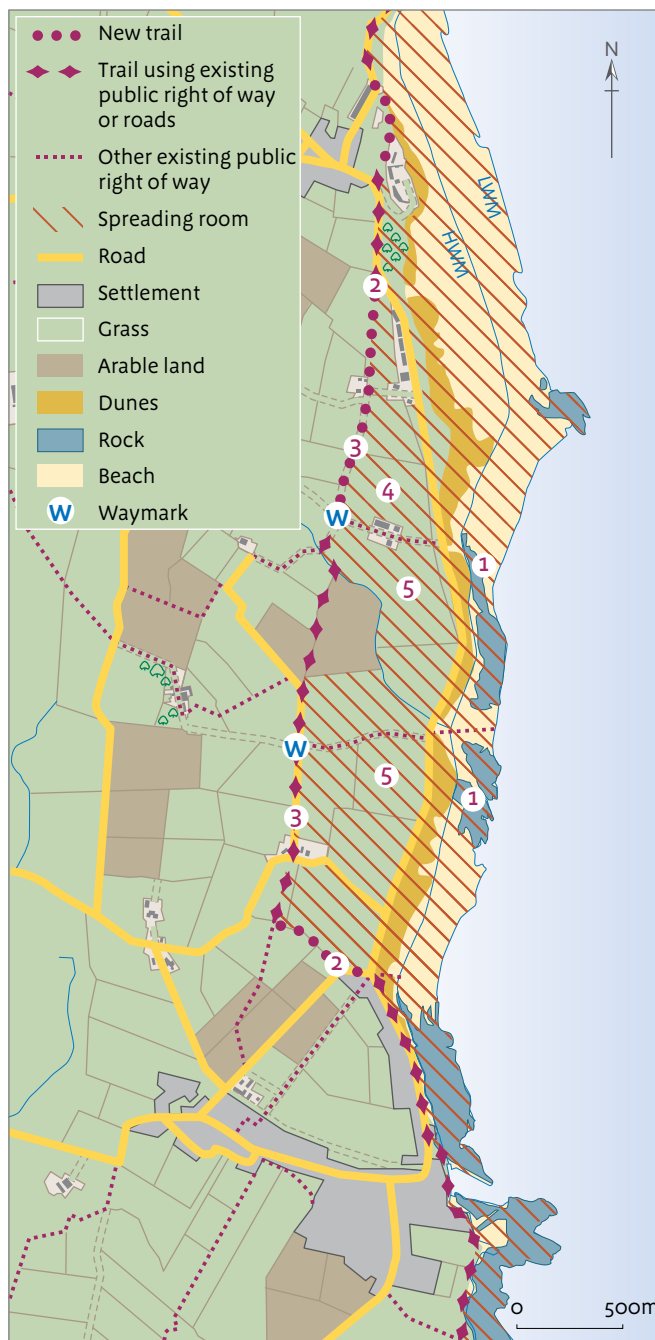 New trail
Trail using existing
public right of way
or roads
Other existing public
right of way
Spreading room
Road
Settlement
Grass
Arable land
Dunes
Rock
Beach
W Waymark
N
LWM
HWM
2
3
4
W
1
5
W
5
1
3
2
0 500m